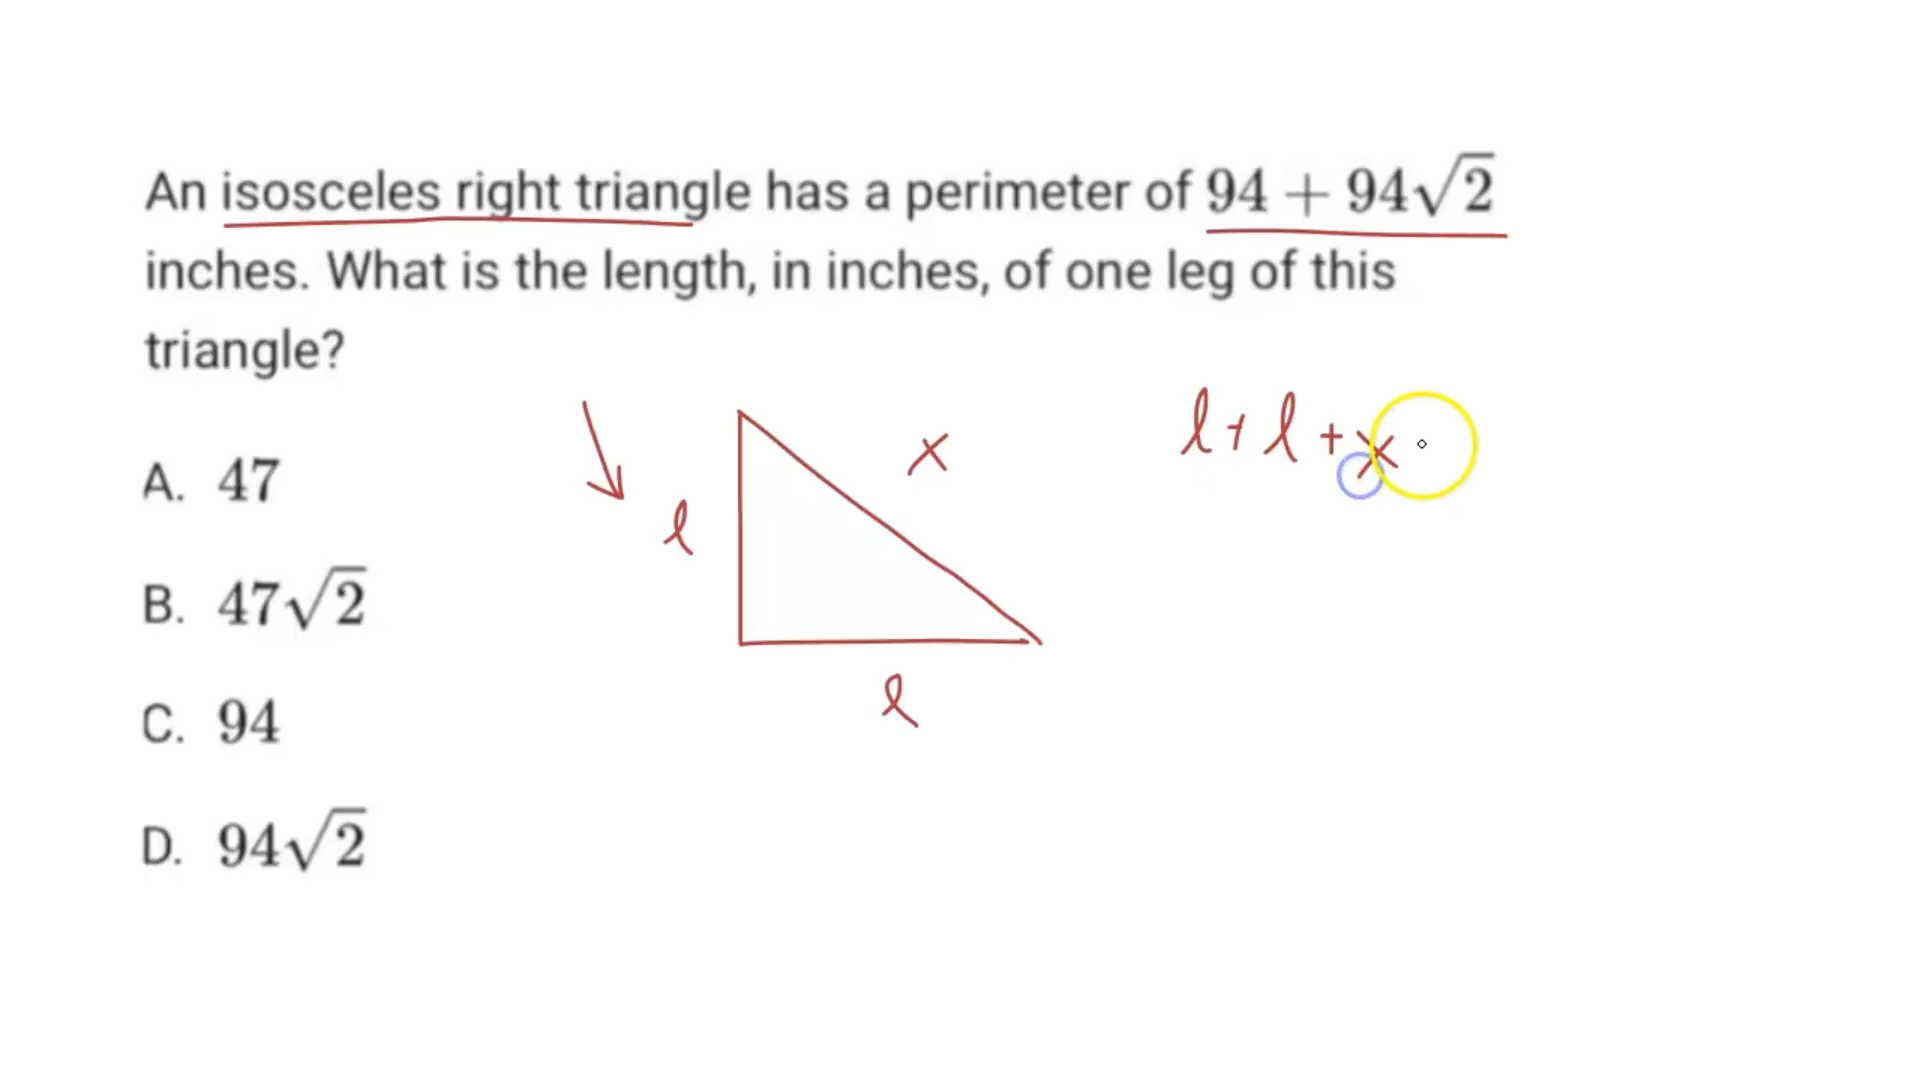 An isosceles right triangle has a perimeter of 94 + 94√2
inches. What is the length, in inches, of one leg of this
triangle?
l + l + x
x
A. 47
l
B. 47√2
l
C. 94
D. 94√2